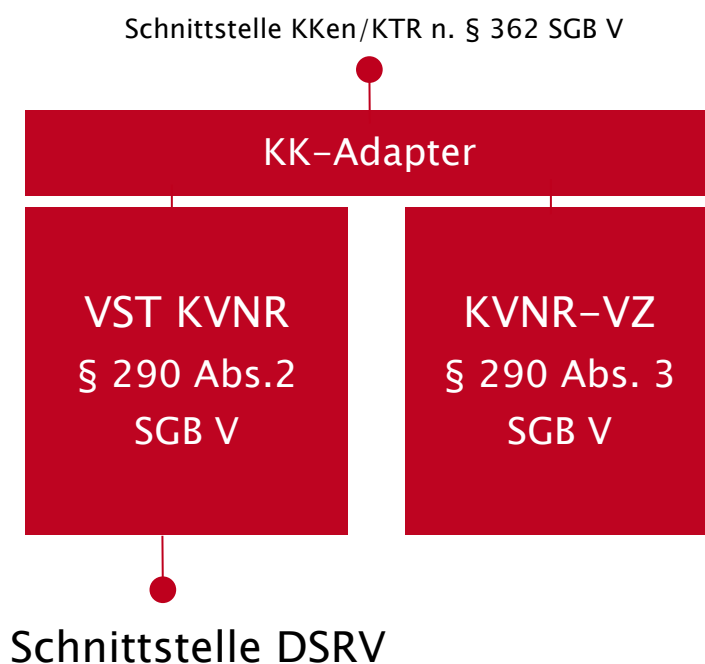 Schnittstelle KKen/KTR n. § 362 SGB V
KK-Adapter
VST KVNR
§ 290 Abs.2
SGB V
KVNR-VZ
§ 290 Abs. 3
SGB V
Schnittstelle DSRV